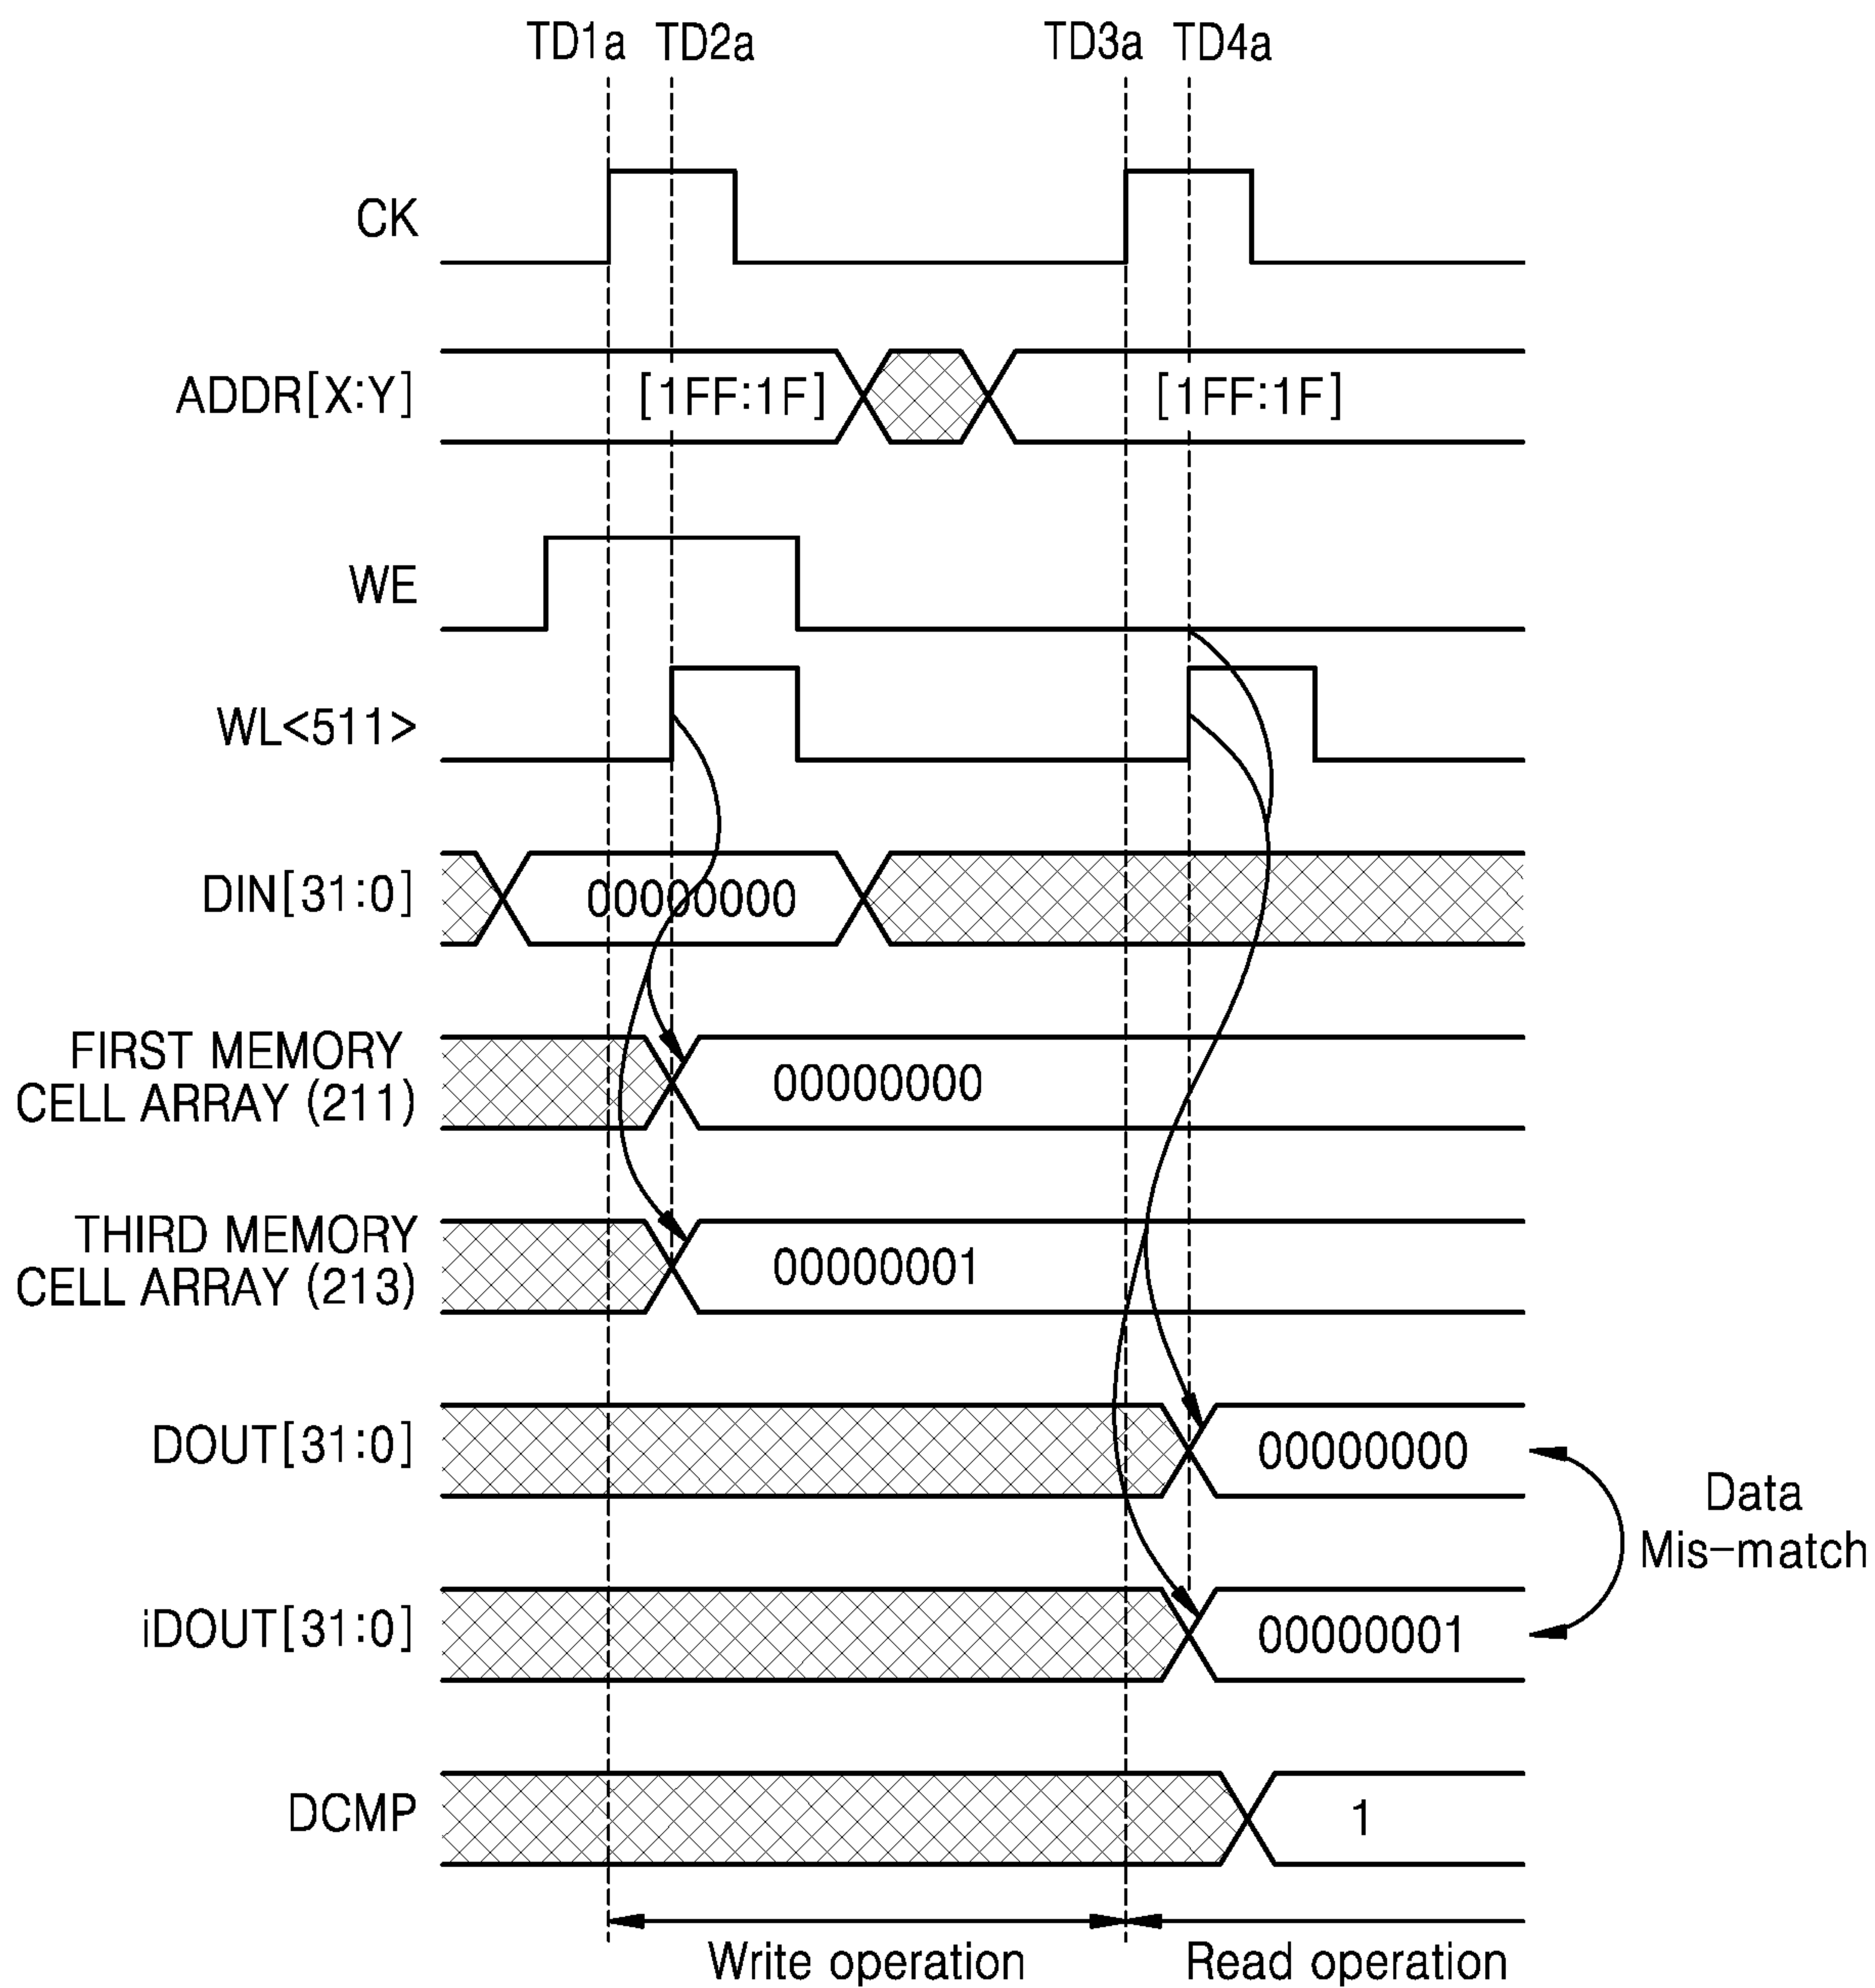 TD1a TD2a TD3a TD4a
CK
ADDR[X:Y] [1FF:1F] [1FF:1F]
WE
WL<511>
DIN[31:0] 00000000
FIRST MEMORY
CELL ARRAY (211) 00000000
THIRD MEMORY
CELL ARRAY (213) 00000001
DOUT[31:0] 00000000
Data
Mis-match
iDOUT[31:0] 00000001
DCMP 1
Write operation Read operation